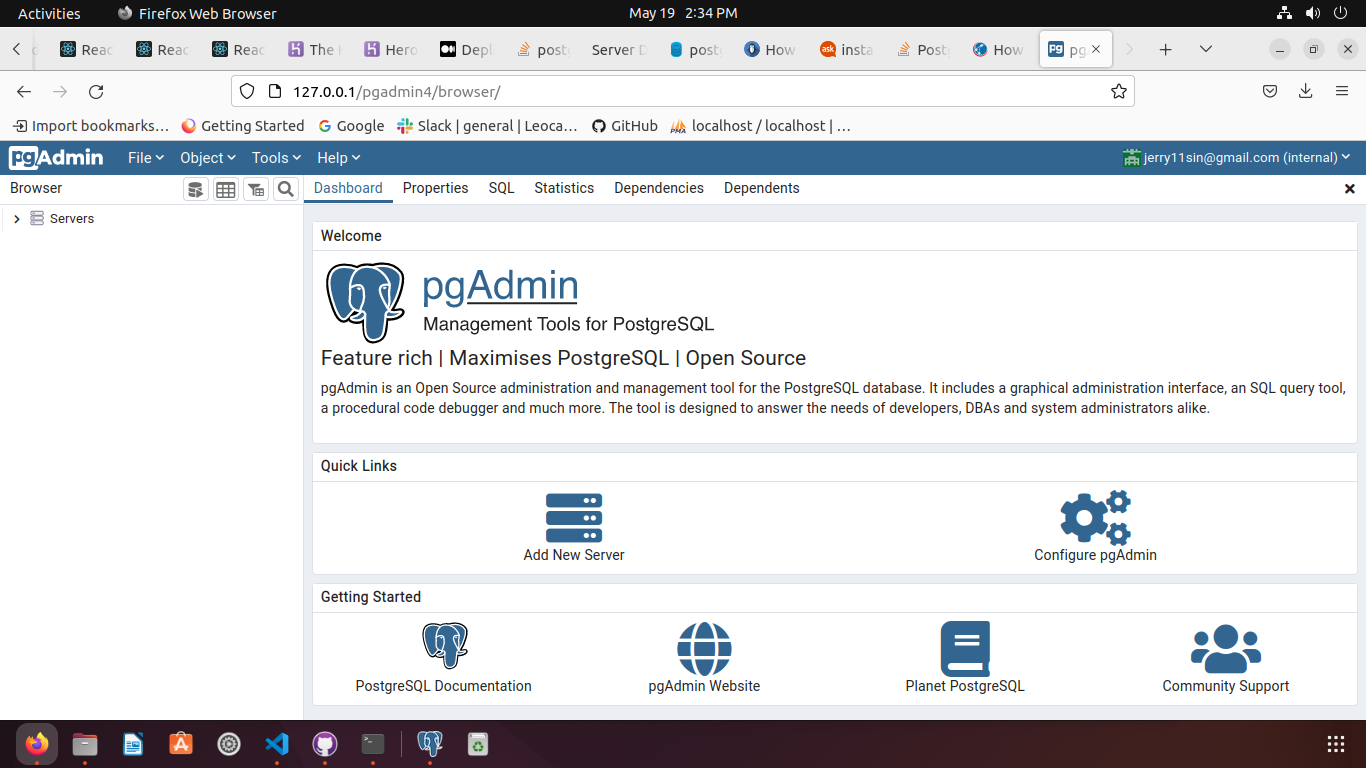 Activities Firefox Web Browser May 19 2:34 PM
Reac Reac Reac The Hero Depl post Server D post How insta Post How pg
127.0.0.1/pgadmin4/browser/
Import bookmarks… Getting Started Google Slack | general | Leoca… GitHub localhost / localhost | …
pgAdmin File Object Tools Help jerry11sin@gmail.com (internal)
Browser Dashboard Properties SQL Statistics Dependencies Dependents
Servers
Welcome
pgAdmin
Management Tools for PostgreSQL
Feature rich | Maximises PostgreSQL | Open Source
pgAdmin is an Open Source administration and management tool for the PostgreSQL database. It includes a graphical administration interface, an SQL query tool,
a procedural code debugger and much more. The tool is designed to answer the needs of developers, DBAs and system administrators alike.
Quick Links
Add New Server Configure pgAdmin
Getting Started
PostgreSQL Documentation pgAdmin Website Planet PostgreSQL Community Support